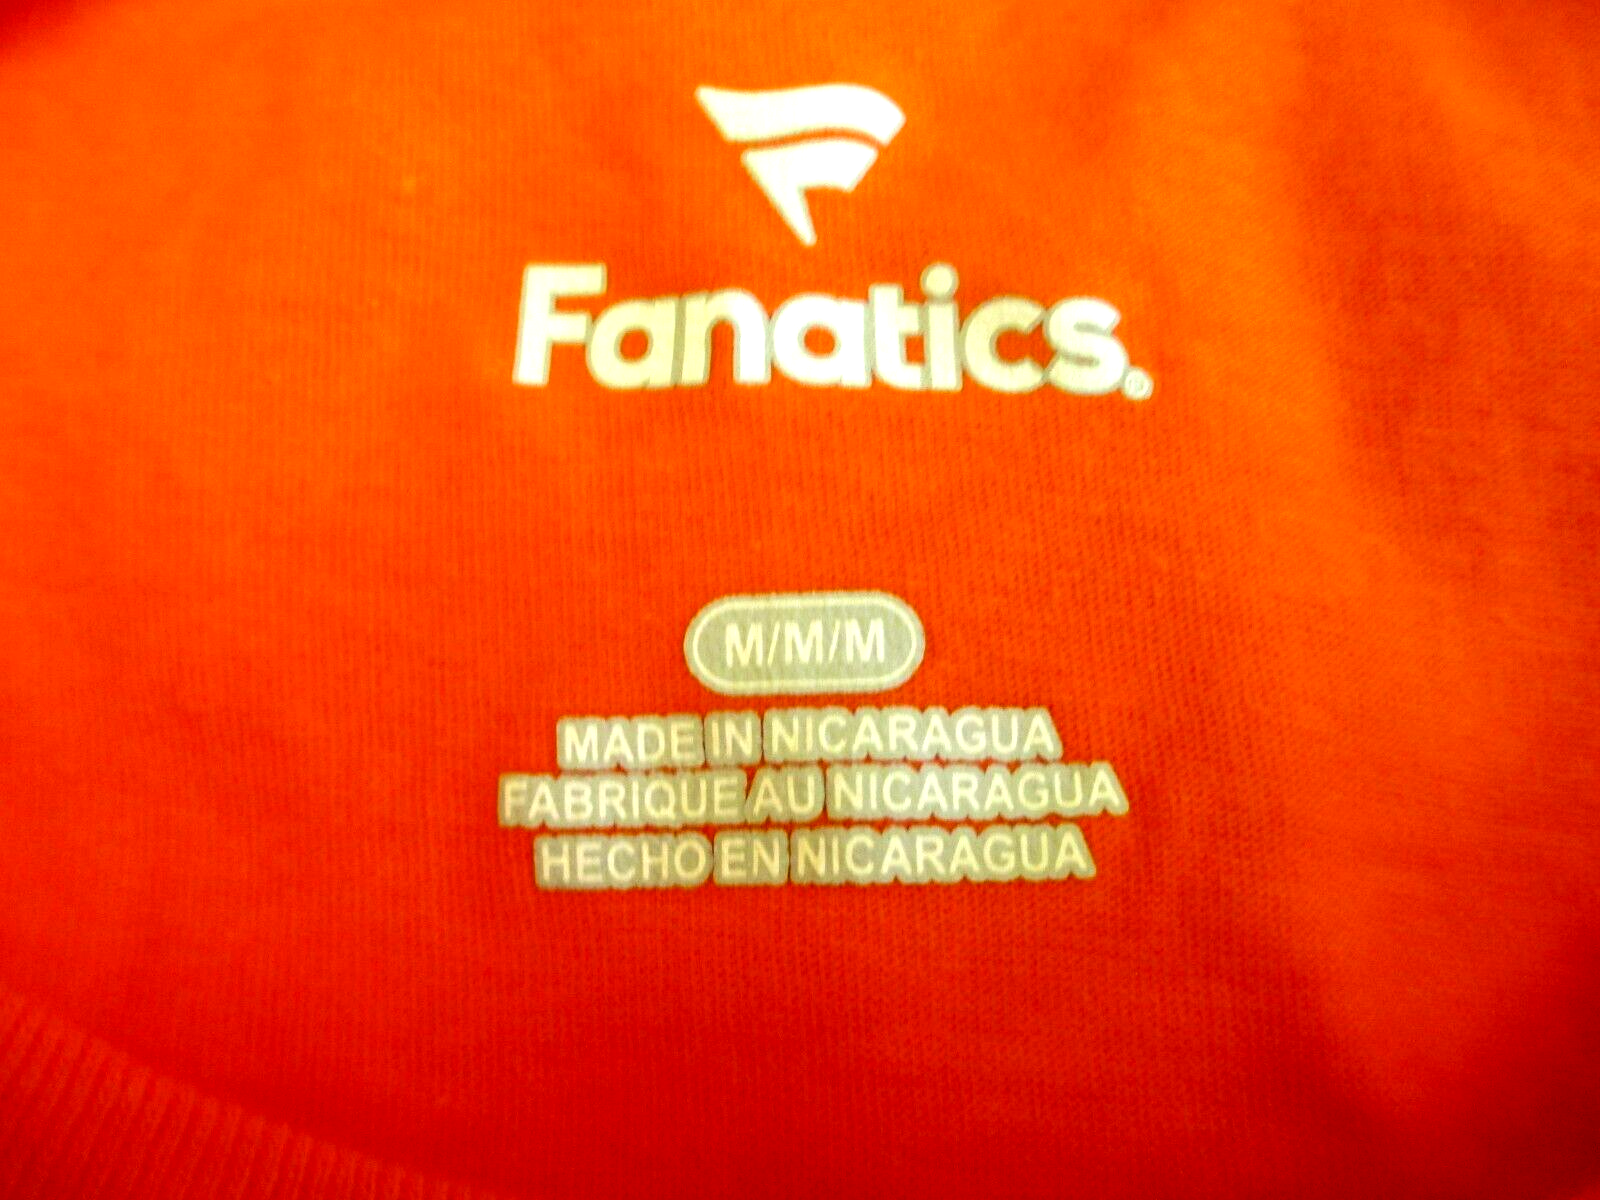 Fanatics®
M/M/M
MADE IN NICARAGUA
FABRIQUE AU NICARAGUA
HECHO EN NICARAGUA